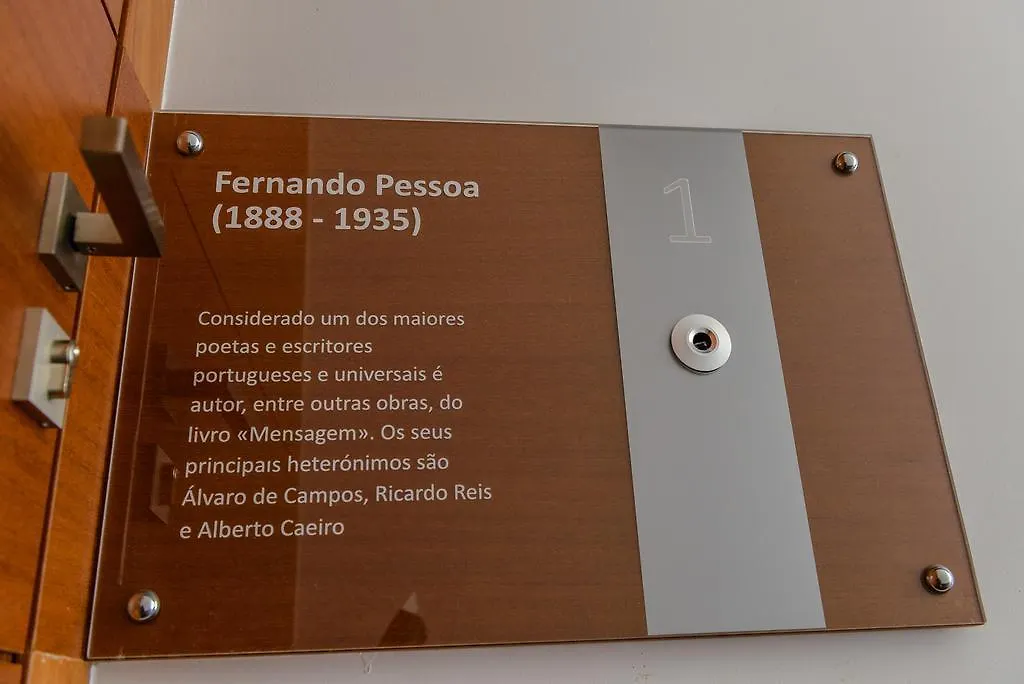 Fernando Pessoa
(1888 - 1935)
1
Considerado um dos maiores
poetas e escritores
portugueses e universais é
autor, entre outras obras, do
livro «Mensagem». Os seus
principais heterónimos são
Álvaro de Campos, Ricardo Reis
e Alberto Caeiro